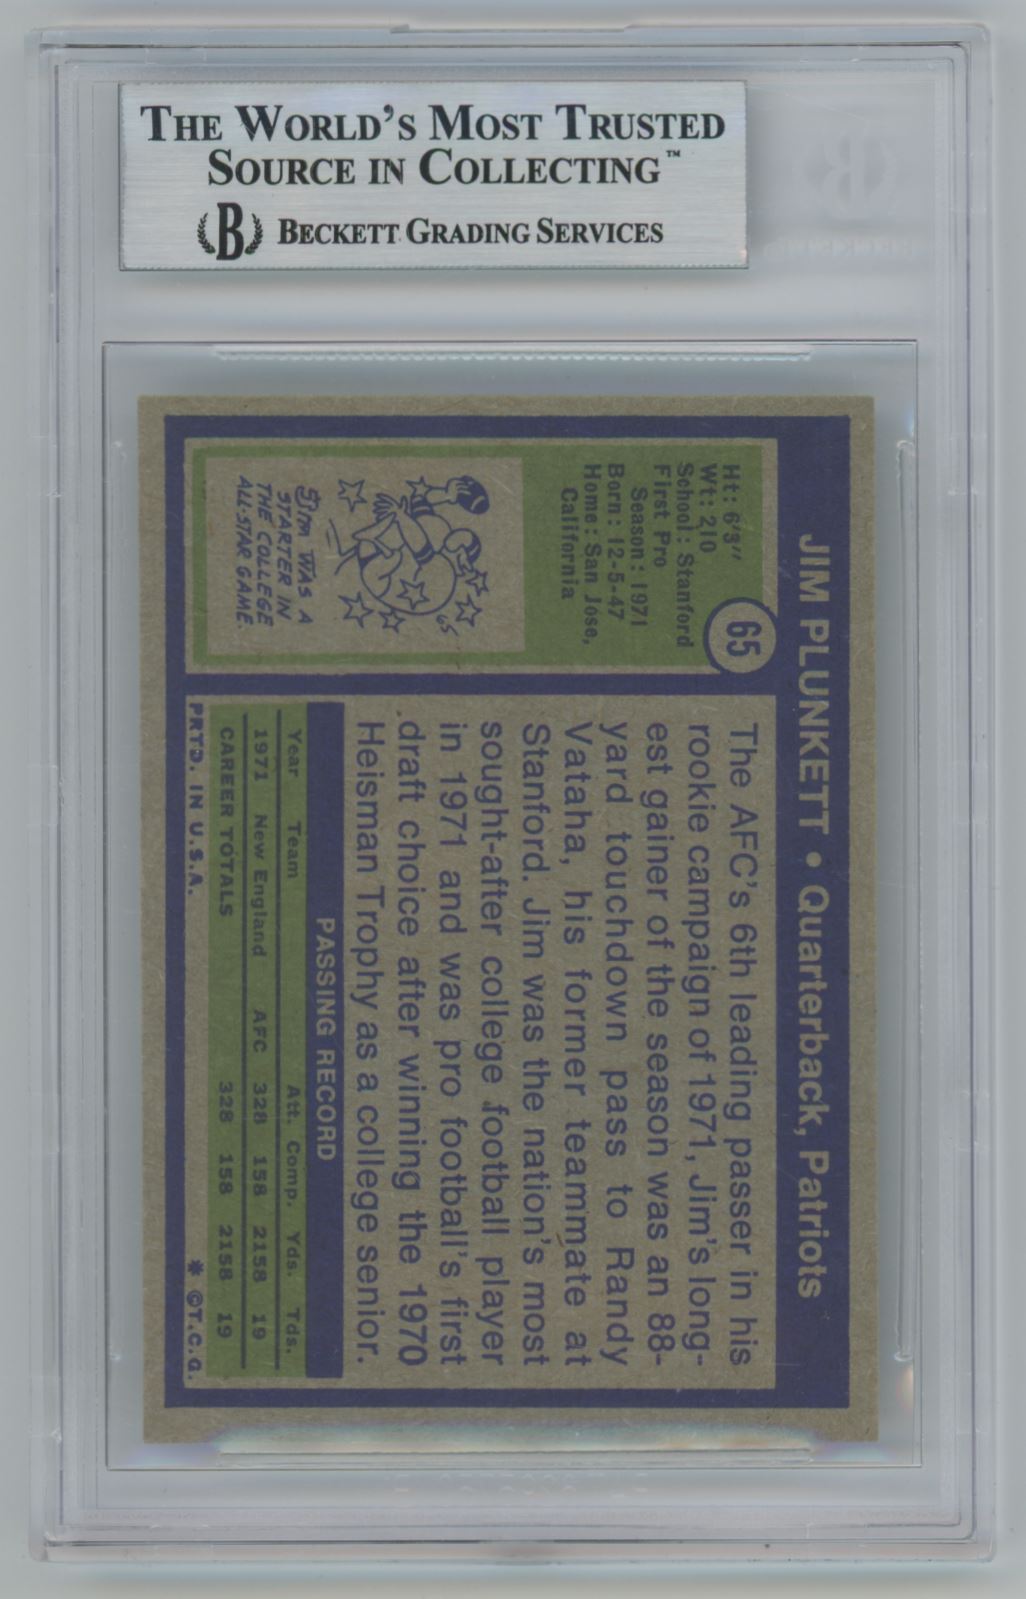 THE WORLD'S MOST TRUSTED
SOURCE IN COLLECTING™
B BECKETT GRADING SERVICES
JIM PLUNKETT • Quarterback, Patriots
65
Ht: 6'3"
Wt: 210
School: Stanford
First Pro
Season: 1971
Born: 12-5-47
Home: San Jose,
California
65
JIM WAS A
STARTER IN
THE COLLEGE
ALL-STAR GAME.
The AFC's 6th leading passer in his
rookie campaign of 1971, Jim's long-
est gainer of the season was an 88-
yard touchdown pass to Randy
Vataha, his former teammate at
Stanford. Jim was the nation's most
sought-after college football player
in 1971 and was pro football's first
draft choice after winning the 1970
Heisman Trophy as a college senior.
PASSING RECORD
Year Team Att. Comp. Yds. Tds.
1971 New England AFC 328 158 2158 19
CAREER TOTALS 328 158 2158 19
PRTD. IN U.S.A. * ©T.C.G.